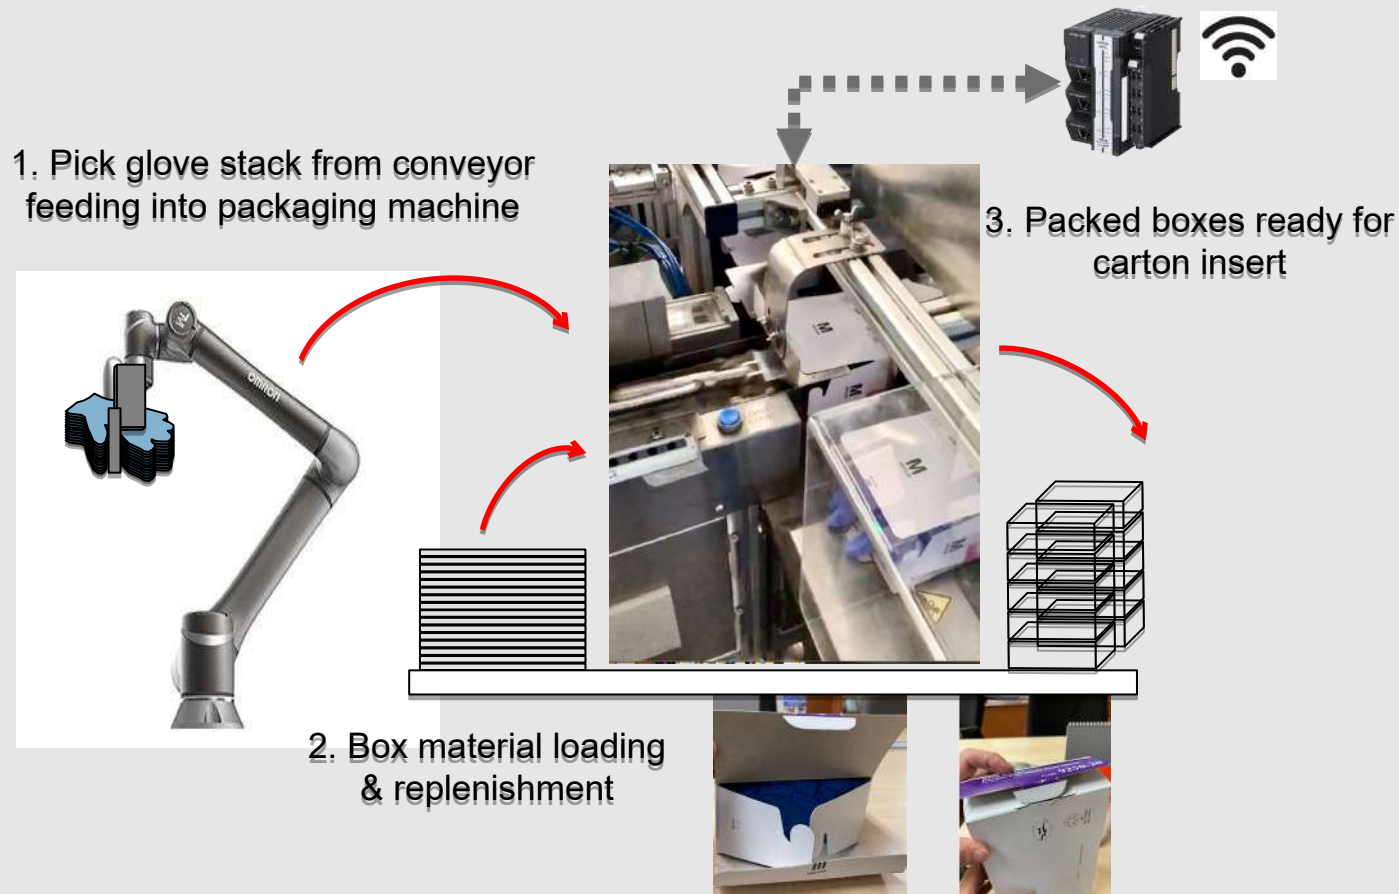 1. Pick glove stack from conveyor
feeding into packaging machine
3. Packed boxes ready for
carton insert
TM
OMRON
M
M
M
2. Box material loading
& replenishment